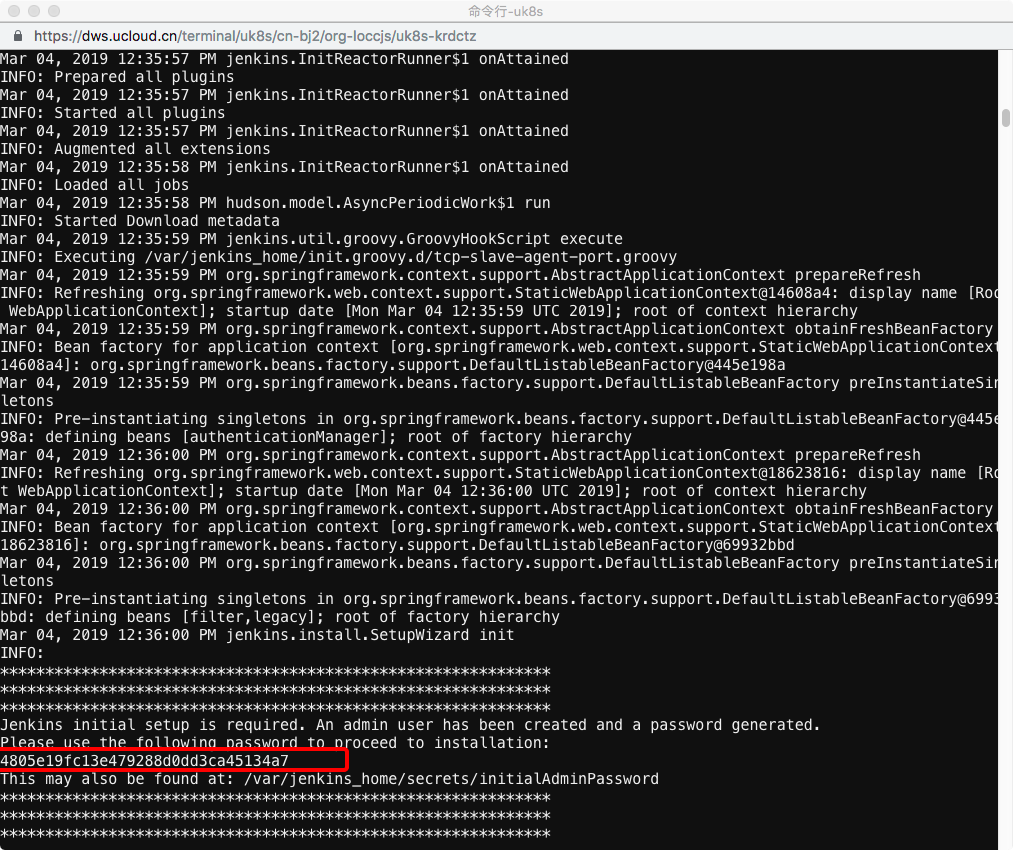 命令行-uk8s
https://dws.ucloud.cn/terminal/uk8s/cn-bj2/org-loccjs/uk8s-krdctz
Mar 04, 2019 12:35:57 PM jenkins.InitReactorRunner$1 onAttained
INFO: Prepared all plugins
Mar 04, 2019 12:35:57 PM jenkins.InitReactorRunner$1 onAttained
INFO: Started all plugins
Mar 04, 2019 12:35:57 PM jenkins.InitReactorRunner$1 onAttained
INFO: Augmented all extensions
Mar 04, 2019 12:35:58 PM jenkins.InitReactorRunner$1 onAttained
INFO: Loaded all jobs
Mar 04, 2019 12:35:58 PM hudson.model.AsyncPeriodicWork$1 run
INFO: Started Download metadata
Mar 04, 2019 12:35:59 PM jenkins.util.groovy.GroovyHookScript execute
INFO: Executing /var/jenkins_home/init.groovy.d/tcp-slave-agent-port.groovy
Mar 04, 2019 12:35:59 PM org.springframework.context.support.AbstractApplicationContext prepareRefresh
INFO: Refreshing org.springframework.web.context.support.StaticWebApplicationContext@14608a4: display name [Roo
WebApplicationContext]; startup date [Mon Mar 04 12:35:59 UTC 2019]; root of context hierarchy
Mar 04, 2019 12:35:59 PM org.springframework.context.support.AbstractApplicationContext obtainFreshBeanFactory
INFO: Bean factory for application context [org.springframework.web.context.support.StaticWebApplicationContext
14608a4]: org.springframework.beans.factory.support.DefaultListableBeanFactory@445e198a
Mar 04, 2019 12:35:59 PM org.springframework.beans.factory.support.DefaultListableBeanFactory preInstantiateSin
letons
INFO: Pre-instantiating singletons in org.springframework.beans.factory.support.DefaultListableBeanFactory@445e
98a: defining beans [authenticationManager]; root of factory hierarchy
Mar 04, 2019 12:36:00 PM org.springframework.context.support.AbstractApplicationContext prepareRefresh
INFO: Refreshing org.springframework.web.context.support.StaticWebApplicationContext@18623816: display name [Ro
t WebApplicationContext]; startup date [Mon Mar 04 12:36:00 UTC 2019]; root of context hierarchy
Mar 04, 2019 12:36:00 PM org.springframework.context.support.AbstractApplicationContext obtainFreshBeanFactory
INFO: Bean factory for application context [org.springframework.web.context.support.StaticWebApplicationContext
18623816]: org.springframework.beans.factory.support.DefaultListableBeanFactory@69932bbd
Mar 04, 2019 12:36:00 PM org.springframework.beans.factory.support.DefaultListableBeanFactory preInstantiateSin
letons
INFO: Pre-instantiating singletons in org.springframework.beans.factory.support.DefaultListableBeanFactory@6993
bbd: defining beans [filter,legacy]; root of factory hierarchy
Mar 04, 2019 12:36:00 PM jenkins.install.SetupWizard init
INFO:
*************************************************************
*************************************************************
*************************************************************
Jenkins initial setup is required. An admin user has been created and a password generated.
Please use the following password to proceed to installation:
4805e19fc13e479288d0dd3ca45134a7
This may also be found at: /var/jenkins_home/secrets/initialAdminPassword
*************************************************************
*************************************************************
*************************************************************